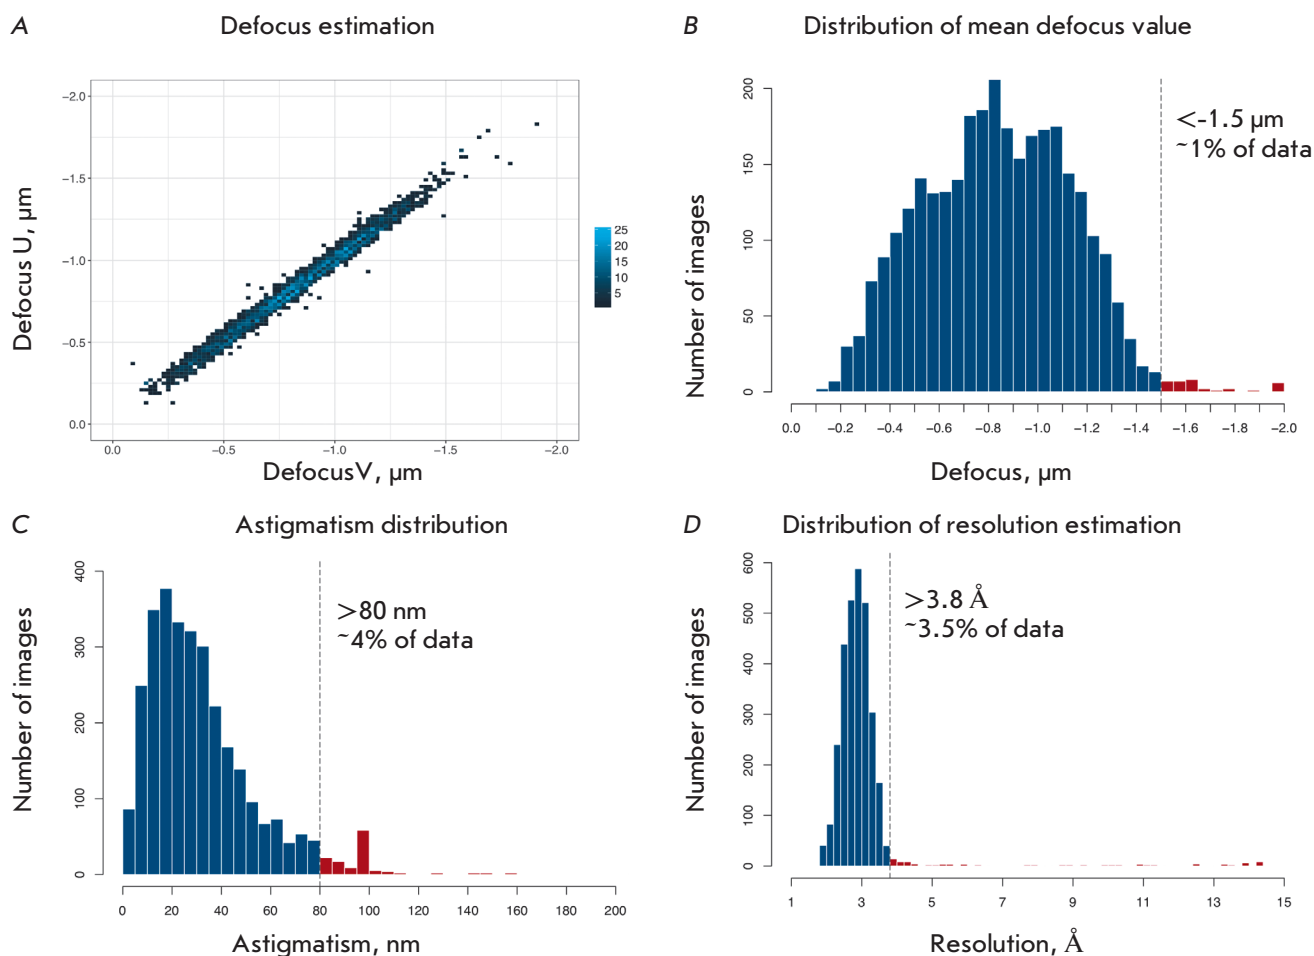 A
Defocus estimation
Defocus U, µm
−2.0
−1.5
−1.0
−0.5
0.0
0.0
−0.5
−1.0
−1.5
−2.0
DefocusV, µm
25
20
15
10
5
B
Distribution of mean defocus value
Number of images
200
150
100
50
0
<-1.5 µm
~1% of data
0.0
−0.2
−0.4
−0.6
−0.8
−1.0
−1.2
−1.4
−1.6
−1.8
−2.0
Defocus, µm
C
Astigmatism distribution
Number of images
400
300
200
100
0
>80 nm
~4% of data
0
20
40
60
80
100
120
140
160
180
200
Astigmatism, nm
D
Distribution of resolution estimation
Number of images
600
500
400
300
200
100
0
>3.8 Å
~3.5% of data
1
3
5
7
9
11
13
15
Resolution, Å